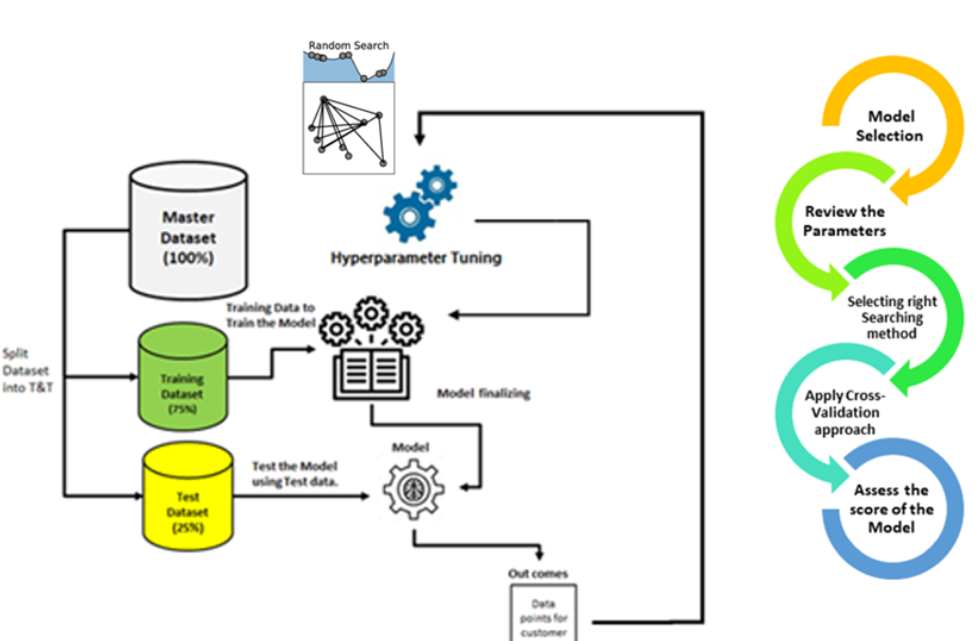 Random Search
Master
Dataset
(100%)
Hyperparameter Tuning
Training Data to
Train the Model
Split
Dataset
into T&T
Training
Dataset
(75%)
Model finalizing
Model
Test the Model
using Test data.
Test
Dataset
(25%)
Out comes
Data
points for
customer
Model
Selection
Review the
Parameters
Selecting right
Searching
method
Apply Cross-
Validation
approach
Assess the
score of the
Model